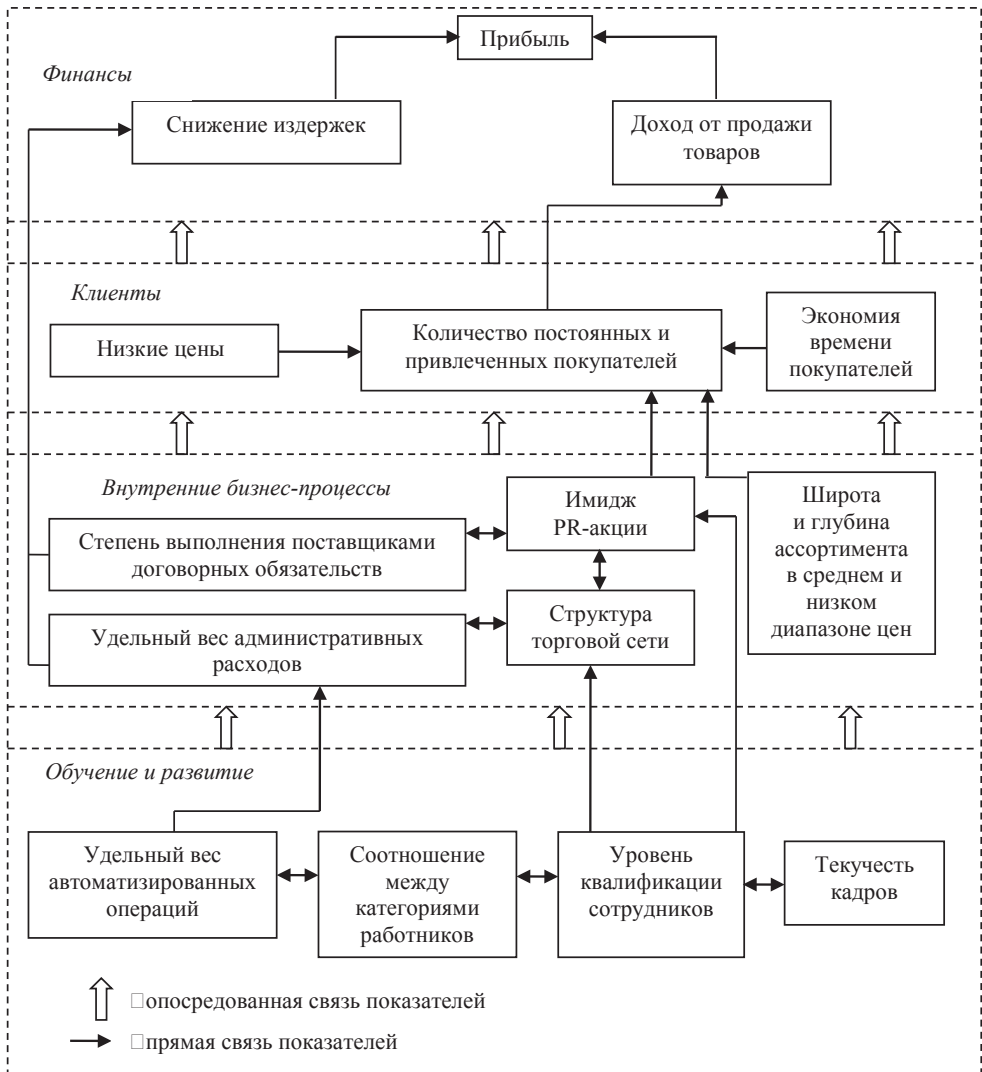 Прибыль
Финансы
Снижение издержек
Доход от продажи
товаров
Клиенты
Низкие цены
Количество постоянных и
привлеченных покупателей
Экономия
времени
покупателей
Внутренние бизнес-процессы
Степень выполнения поставщиками
договорных обязательств
Имидж
PR-акции
Широта
и глубина
ассортимента
в среднем и
низком
диапазоне цен
Удельный вес административных
расходов
Структура
торговой сети
Обучение и развитие
Удельный вес
автоматизированных
операций
Соотношение
между
категориями
работников
Уровень
квалификации
сотрудников
Текучесть
кадров
опосредованная связь показателей
прямая связь показателей